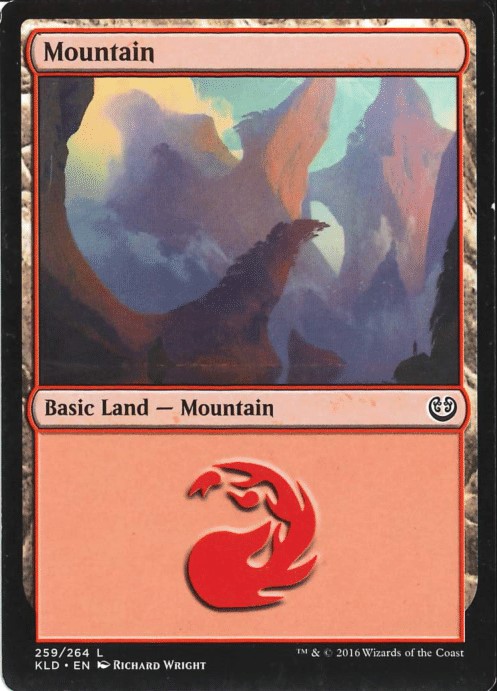 Mountain
Basic Land — Mountain
259/264 L
KLD • EN Richard Wright
™ & © 2016 Wizards of the Coast